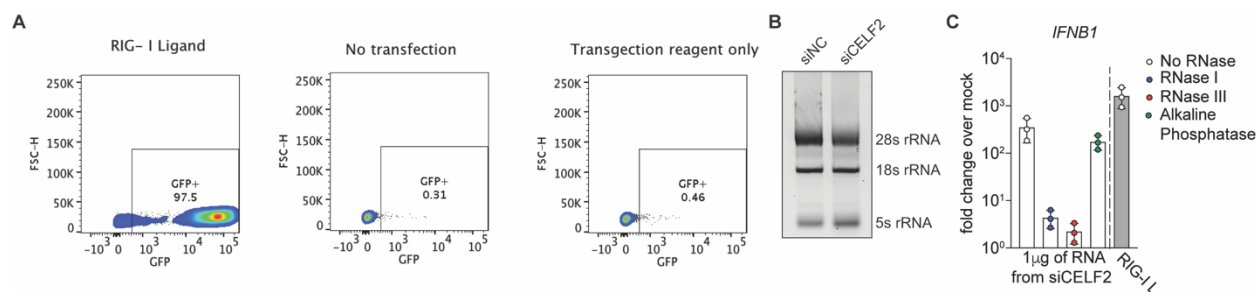 A
RIG- I Ligand
250K
200K
150K
100K
50K
0
FSC-H
GFP+
97.5
-10³ 0 10³ 10⁴ 10⁵
GFP
No transfection
250K
200K
150K
100K
50K
0
FSC-H
GFP+
0.31
-10³ 0 10³ 10⁴ 10⁵
GFP
Transgection reagent only
250K
200K
150K
100K
50K
0
FSC-H
GFP+
0.46
-10³ 0 10³ 10⁴ 10⁵
GFP
B
siNC
siCELF2
28s rRNA
18s rRNA
5s rRNA
C
IFNB1
fold change over mock
10⁴
10³
10²
10¹
10⁰
1µg of RNA
from siCELF2
RIG-I L
No RNase
RNase I
RNase III
Alkaline
Phosphatase